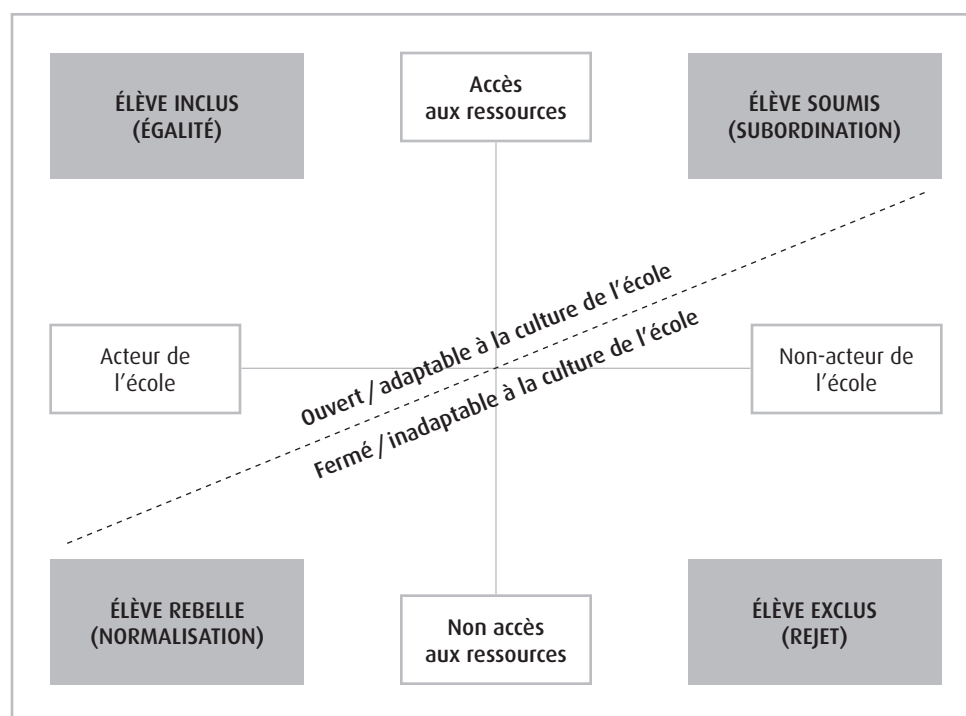 ÉLÈVE INCLUS
(ÉGALITÉ)
Accès
aux ressources
ÉLÈVE SOUMIS
(SUBORDINATION)
Acteur de
l'école
Ouvert / adaptable à la culture de l'école
Fermé / inadaptable à la culture de l'école
Non-acteur de
l'école
ÉLÈVE REBELLE
(NORMALISATION)
Non accès
aux ressources
ÉLÈVE EXCLUS
(REJET)